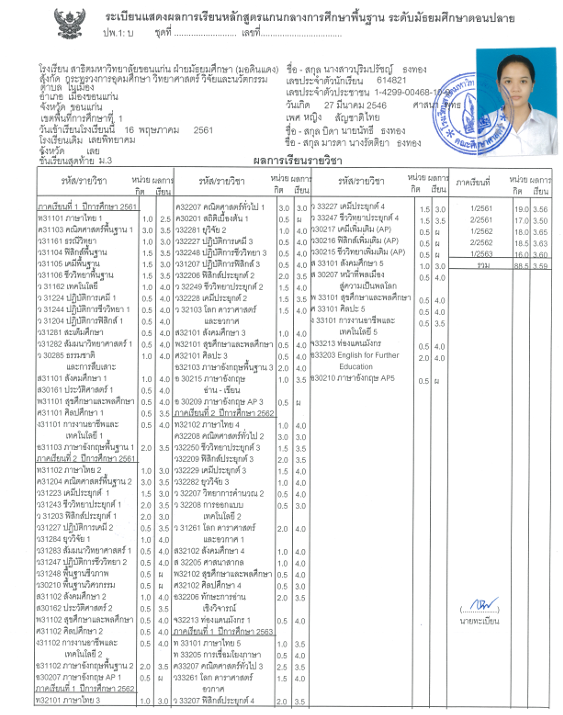 ระเบียนแสดงผลการเรียนหลักสูตรแกนกลางการศึกษาขั้นพื้นฐาน ระดับมัธยมศึกษาตอนปลาย
ปพ.1: บ ชุดที่ ........................ เลขที่ ........................
โรงเรียน สาธิตมหาวิทยาลัยขอนแก่น ฝ่ายมัธยมศึกษา (มอดินแดง)
สังกัด กระทรวงการอุดมศึกษา วิทยาศาสตร์ วิจัยและนวัตกรรม
ตำบล ในเมือง
อำเภอ เมืองขอนแก่น
จังหวัด ขอนแก่น
เขตพื้นที่การศึกษาที่ 1
วันเข้าเรียนโรงเรียนนี้ 16 พฤษภาคม 2561
โรงเรียนเดิม เลยพิทยาคม
จังหวัด เลย
ชั้นเรียนสุดท้าย ม.3
ชื่อ - สกุล นางสาวปุริมปรัชญ์ ธงทอง
เลขประจำตัวนักเรียน 614821
เลขประจำตัวประชาชน 1-4299-00468-
วันเกิด 27 มีนาคม 2546 ศาสนา พุทธ
เพศ หญิง สัญชาติไทย
ชื่อ - สกุล บิดา นายนัทธี ธงทอง
ชื่อ - สกุล มารดา นางรัตติยา ธงทอง
ผลการเรียนรายวิชา
รหัส/รายวิชา หน่วยกิต ผลการเรียน
ภาคเรียนที่ 1 ปีการศึกษา 2561
ท31101 ภาษาไทย 1 1.0 2.5
ค31103 คณิตศาสตร์พื้นฐาน 1 3.0 3.5
ว31161 ธรณีวิทยา 1.0 3.0
ว31104 ฟิสิกส์พื้นฐาน 1.5 3.0
ว31105 เคมีพื้นฐาน 1.5 3.0
ว31106 ชีววิทยาพื้นฐาน 1.5 3.5
ว 31162 เทคโนโลยี 1.0 4.0
ว 31224 ปฏิบัติการเคมี 1 0.5 4.0
ว 31244 ปฏิบัติการชีววิทยา 1 0.5 4.0
ว 31204 ปฏิบัติการฟิสิกส์ 1 0.5 4.0
ว31281 สะเต็มศึกษา 0.5 4.0
ว31282 สัมมนาวิทยาศาสตร์ 1 0.5 4.0
ว 30285 ธรรมชาติ 1.0 4.0
และการสืบเสาะ
ส31101 สังคมศึกษา 1 1.0 4.0
ส30161 ประวัติศาสตร์ 1 0.5 4.0
พ31101 สุขศึกษาและพลศึกษา 0.5 4.0
ศ31101 ศิลปศึกษา 1 0.5 3.5
ง31101 การงานอาชีพและ 0.5 4.0
เทคโนโลยี 1
อ31103 ภาษาอังกฤษพื้นฐาน 1 2.0 3.5
ภาคเรียนที่ 2 ปีการศึกษา 2561
ท31102 ภาษาไทย 2 1.0 3.0
ค31204 คณิตศาสตร์พื้นฐาน 2 3.0 3.5
ว31223 เคมีประยุกต์ 1 1.5 3.0
ว31243 ชีววิทยาประยุกต์ 1 2.0 3.5
ว 31203 ฟิสิกส์ประยุกต์ 1 2.0 3.0
ว31227 ปฏิบัติการเคมี 2 0.5 3.5
ว31284 ยุววิจัย 1 1.0 4.0
ว31283 สัมมนาวิทยาศาสตร์ 1 0.5 4.0
ว31247 ปฏิบัติการชีววิทยา 2 0.5 4.0
ว31248 พื้นฐานชีวภาพ 0.5 ผ
ว30210 พื้นฐานวิศวกรรม 0.5 ผ
ส31102 สังคมศึกษา 2 1.0 4.0
ส30162 ประวัติศาสตร์ 2 0.5 3.5
พ31102 สุขศึกษาและพลศึกษา 0.5 4.0
ศ31102 ศิลปศึกษา 2 0.5 4.0
ง31102 การงานอาชีพและ 0.5 4.0
เทคโนโลยี 2
อ31102 ภาษาอังกฤษพื้นฐาน 2 2.0 3.5
อ30207 ภาษาอังกฤษ AP 1 0.5 ผ
ภาคเรียนที่ 1 ปีการศึกษา 2562
ท32101 ภาษาไทย 3 1.0 3.0
รหัส/รายวิชา หน่วยกิต ผลการเรียน
ค32207 คณิตศาสตร์ทั่วไป 1 3.0 3.0
ค30201 สถิติเบื้องต้น 1 0.5 ผ
ว32281 ยุววิจัย 2 1.0 4.0
ว32227 ปฏิบัติการเคมี 3 0.5 4.0
ว32248 ปฏิบัติการชีววิทยา 3 0.5 4.0
ว32207 ปฏิบัติการฟิสิกส์ 1 0.5 4.0
ว32206 ฟิสิกส์ประยุกต์ 2 2.0 3.5
ว 32249 ชีววิทยาประยุกต์ 2 1.5 4.0
ว32228 เคมีประยุกต์ 2 1.5 3.5
ว 32103 โลก ดาราศาสตร์ 1.5 4.0
และอวกาศ
ส32101 สังคมศึกษา 3 1.0 4.0
พ32101 สุขศึกษาและพลศึกษา 0.5 4.0
ศ32101 ศิลปะ 3 0.5 4.0
อ32103 ภาษาอังกฤษพื้นฐาน 3 2.0 4.0
อ 30215 ภาษาอังกฤษ 1.0 3.5
อ่าน - เขียน
อ 30209 ภาษาอังกฤษ AP 3 0.5 ผ
ภาคเรียนที่ 2 ปีการศึกษา 2562
ท32102 ภาษาไทย 4 1.0 4.0
ค32208 คณิตศาสตร์ทั่วไป 2 3.0 3.0
ว32250 ชีววิทยาประยุกต์ 3 1.5 3.5
ว32209 ฟิสิกส์ประยุกต์ 3 2.0 3.5
ว32229 เคมีประยุกต์ 3 1.5 4.0
ว32282 ยุววิจัย 3 1.0 4.0
ว 32207 วิทยาการคำนวณ 2 0.5 4.0
ว 32208 การออกแบบ 0.5 3.0
เทคโนโลยี 2
ว 31261 โลก ดาราศาสตร์ 2.0 4.0
และอวกาศ 1
ส32102 สังคมศึกษา 4 1.0 4.0
ส 32205 ศาสนาสากล 1.0 4.0
พ32102 สุขศึกษาและพลศึกษา 0.5 4.0
ศ32102 ศิลปศึกษา 4 0.5 3.0
อ32206 ทักษะการอ่าน 2.0 3.5
เชิงวิจารณ์
จ32213 ท่องแดนมังกร 1 0.5 4.0
ภาคเรียนที่ 1 ปีการศึกษา 2563
ท 33101 ภาษาไทย 5 1.0 3.5
ท 33205 การเชื่อมโยงภาษา 0.5 4.0
ค33207 คณิตศาสตร์ทั่วไป 3 2.5 3.5
ว33261 โลก ดาราศาสตร์ 2.0 4.0
อวกาศ
ว 33207 ฟิสิกส์ประยุกต์ 4 2.0 3.5
รหัส/รายวิชา หน่วยกิต ผลการเรียน
ว 33227 เคมีประยุกต์ 4 1.5 3.0
ว 33247 ชีววิทยาประยุกต์ 4 1.5 3.5
ว30217 เคมีเพิ่มเติม (AP) 0.5 ผ
ว30216 ฟิสิกส์เพิ่มเติม (AP) 0.5 ผ
ว30215 ชีววิทยาเพิ่มเติม (AP) 0.5 ผ
ส 33101 สังคมศึกษา 5 1.0 3.0
ส 30207 หน้าที่พลเมือง 0.5 4.0
สู่ความเป็นพลโลก
พ 33101 สุขศึกษาและพลศึกษา 0.5 4.0
ศ 33101 ศิลปะ 5 0.5 4.0
ง 33101 การงานอาชีพและ 0.5 3.5
เทคโนโลยี 5
จ33213 ท่องแดนมังกร 0.5 4.0
อ33203 English for Further 2.0 4.0
Education
อ30210 ภาษาอังกฤษ AP5 0.5 ผ
ภาคเรียนที่ หน่วยกิต ผลการเรียน
1/2561 19.0 3.56
2/2561 17.0 3.50
1/2562 18.0 3.65
2/2562 18.5 3.63
1/2563 16.0 3.60
รวม 88.5 3.59
(........................)
นายทะเบียน